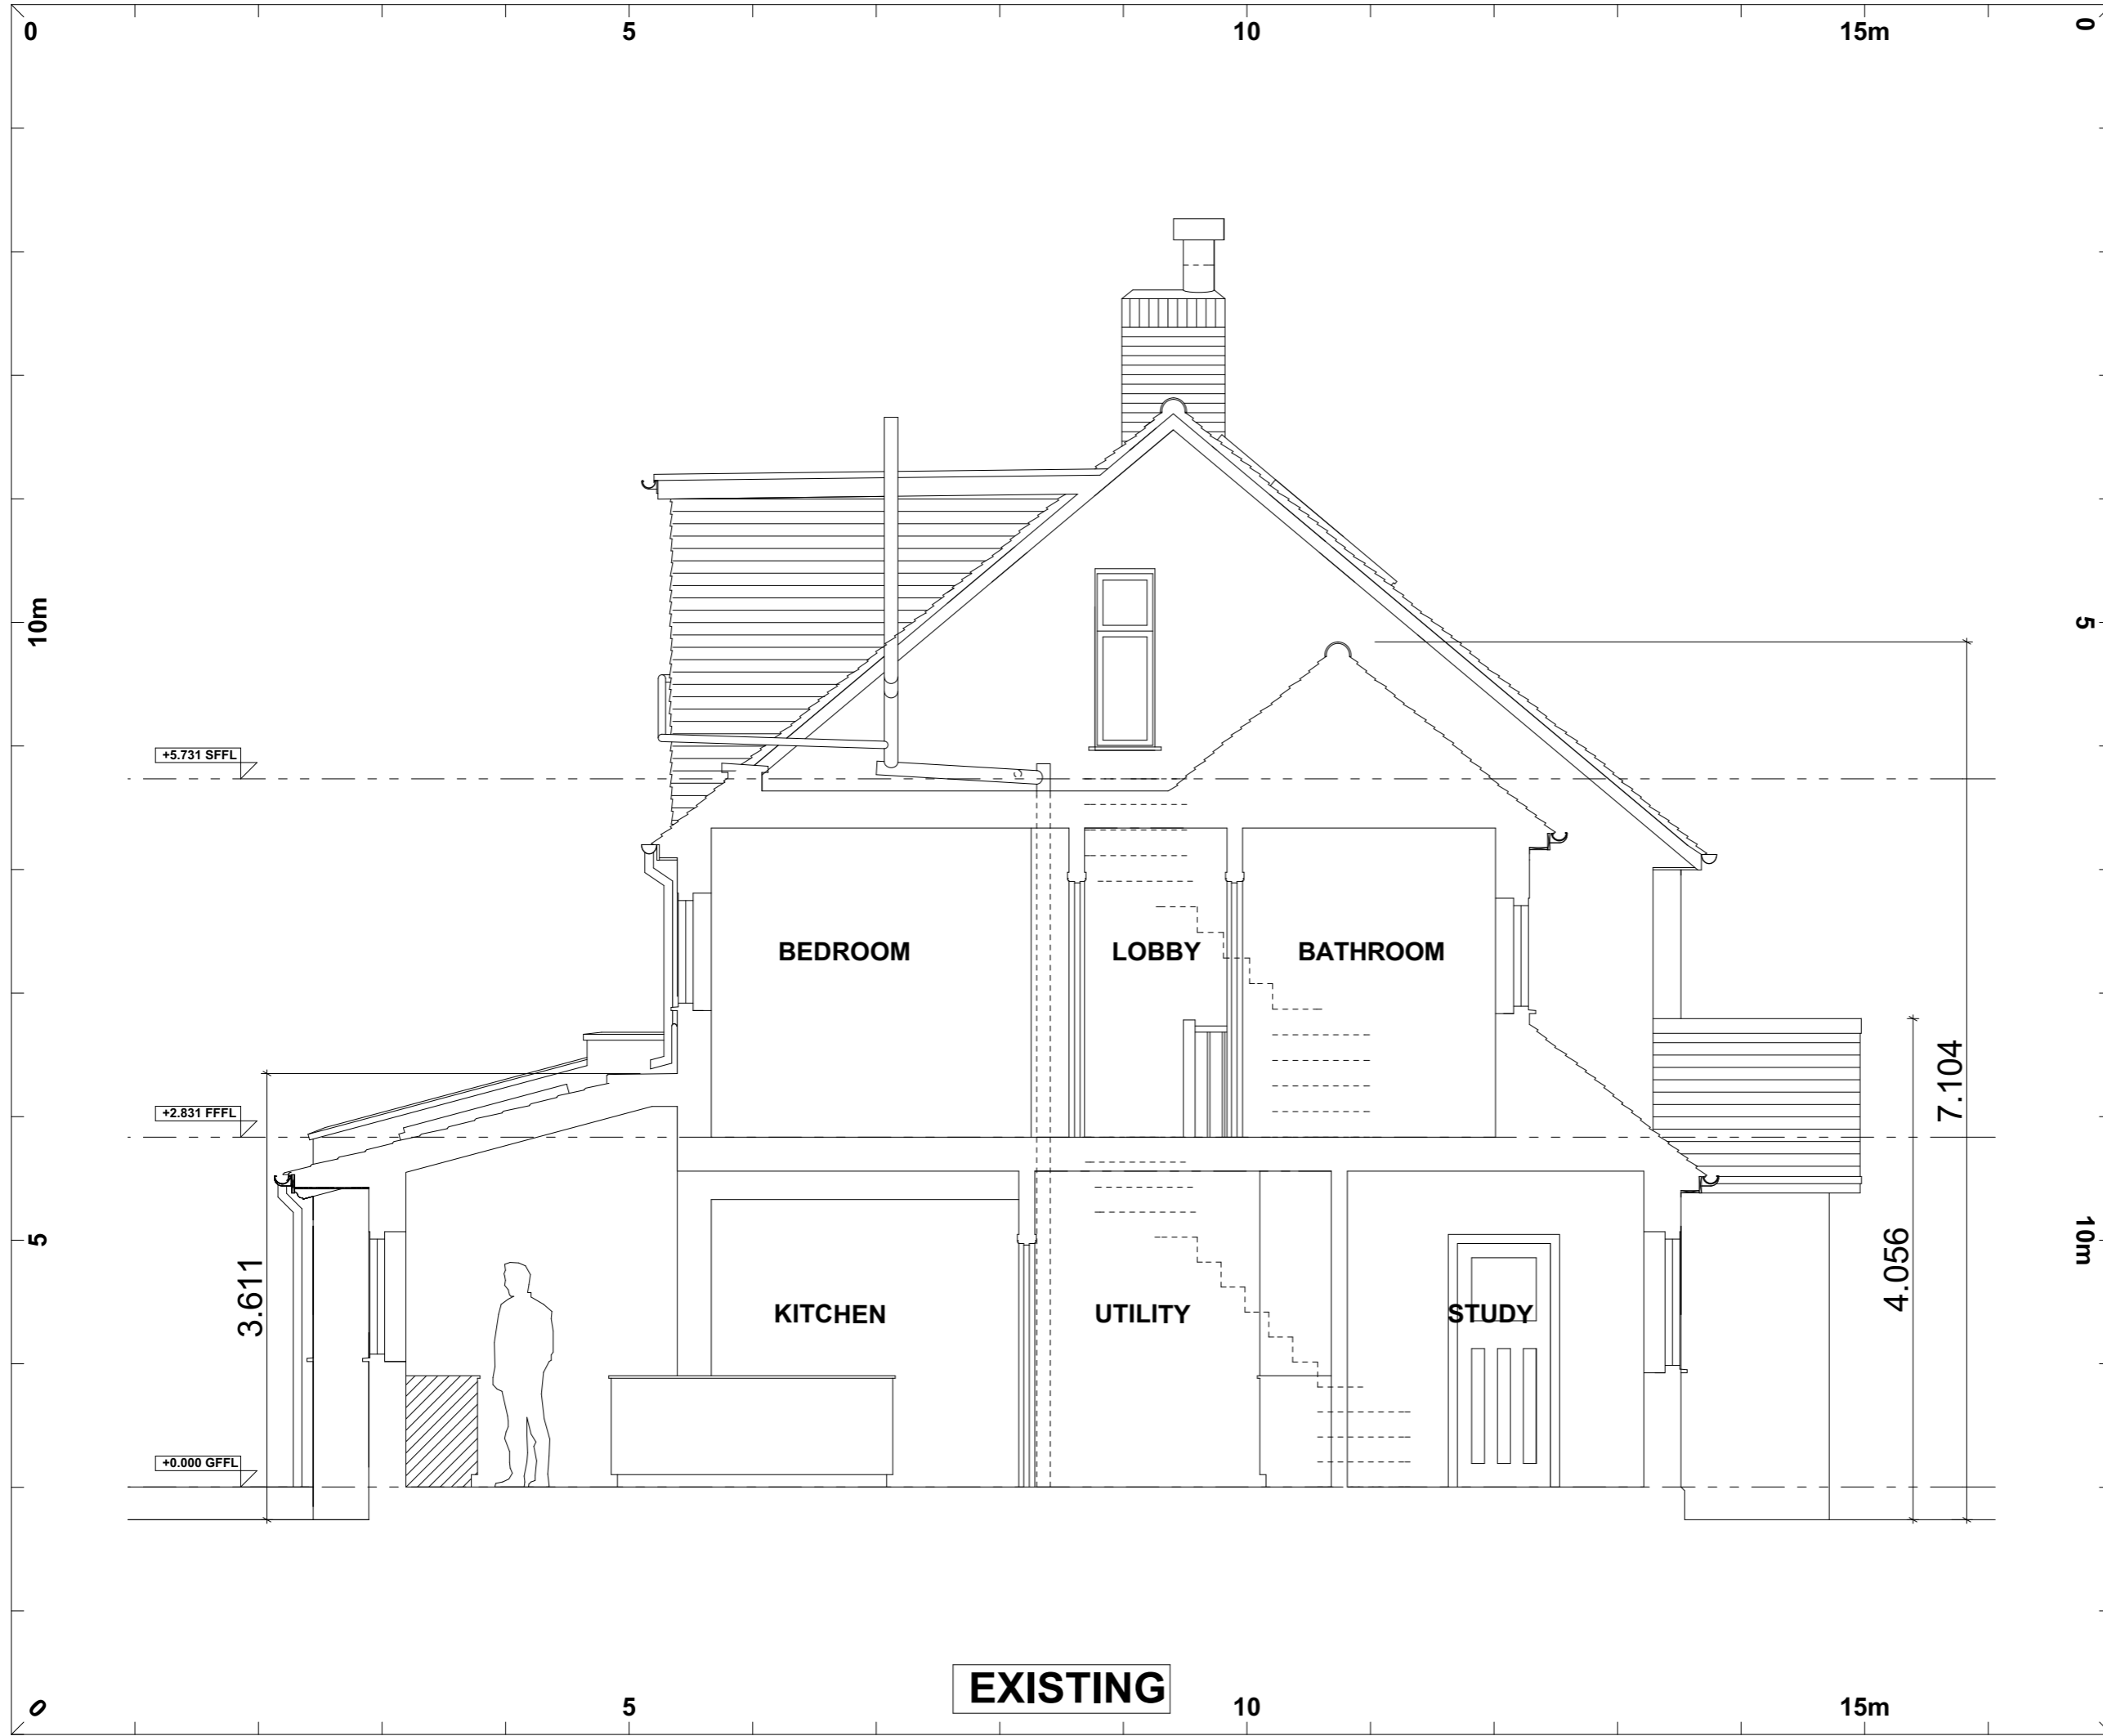 0 5 10 15m 0
10m
5
+5.731 SFFL
BEDROOM LOBBY BATHROOM
+2.831 FFFL
7.104
5
10m
4.056
3.611
KITCHEN UTILITY STUDY
+0.000 GFFL
EXISTING
0 5 10 15m